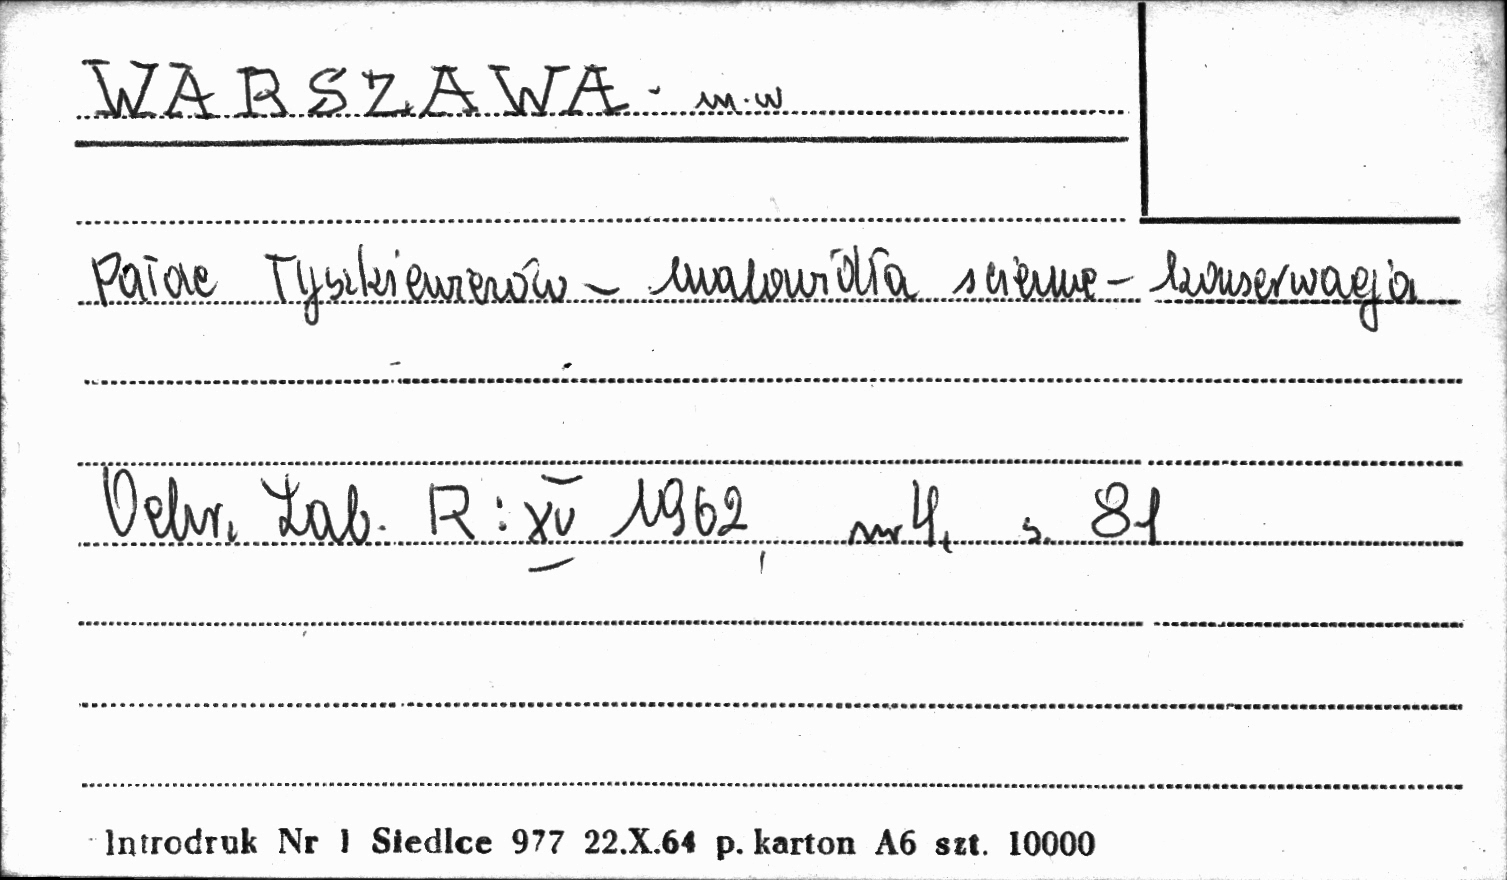 WARSZAWA - m.w
Pałac Tyszkiewiczów - malowidła ścienne - konserwacja
Ochr. Zab. R: XV 1962, nr 4, s. 81
Introdruk Nr 1 Siedlce 977 22.X.64 p. karton A6 szt. 10000